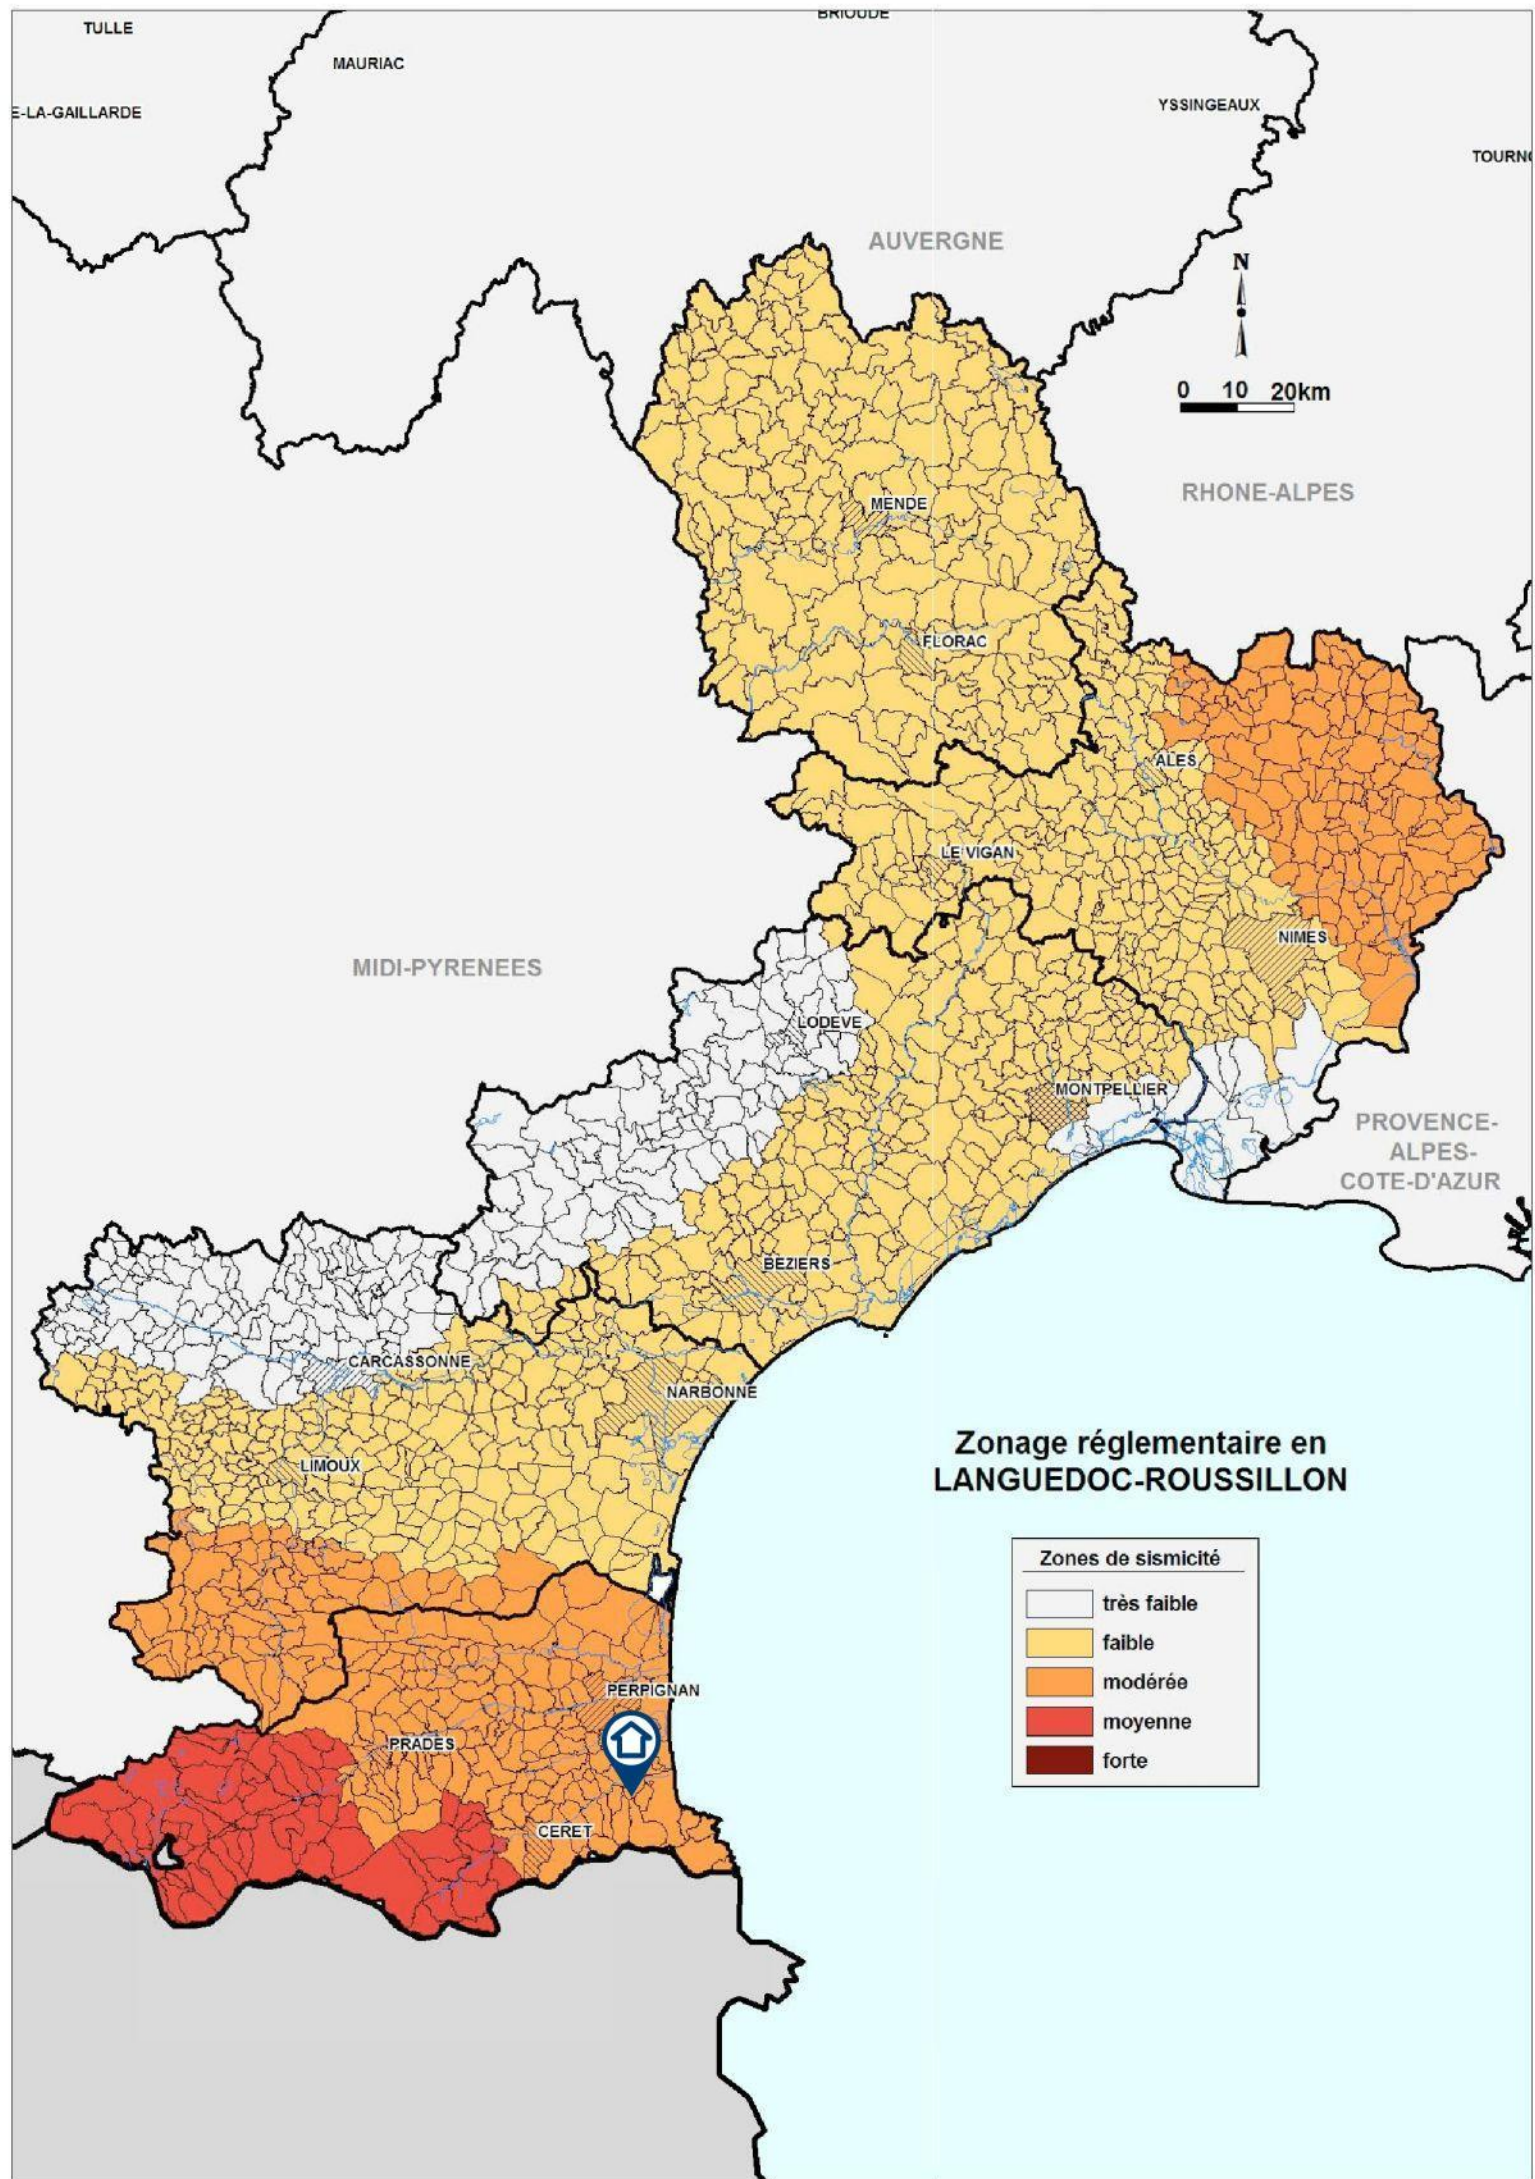 BRIOUDE
TULLE
MAURIAC
E-LA-GAILLARDE
YSSINGEAUX
TOURNO
AUVERGNE
N
0 10 20km
RHONE-ALPES
MENDE
FLORAC
ALES
LE VIGAN
NIMES
MIDI-PYRENEES
LODEVE
MONTPELLIER
PROVENCE-
ALPES-
COTE-D'AZUR
BEZIERS
CARCASSONNE
NARBONNE
LIMOUX
Zonage réglementaire en
LANGUEDOC-ROUSSILLON
Zones de sismicité
très faible
faible
modérée
moyenne
forte
PERPIGNAN
PRADES
CERET